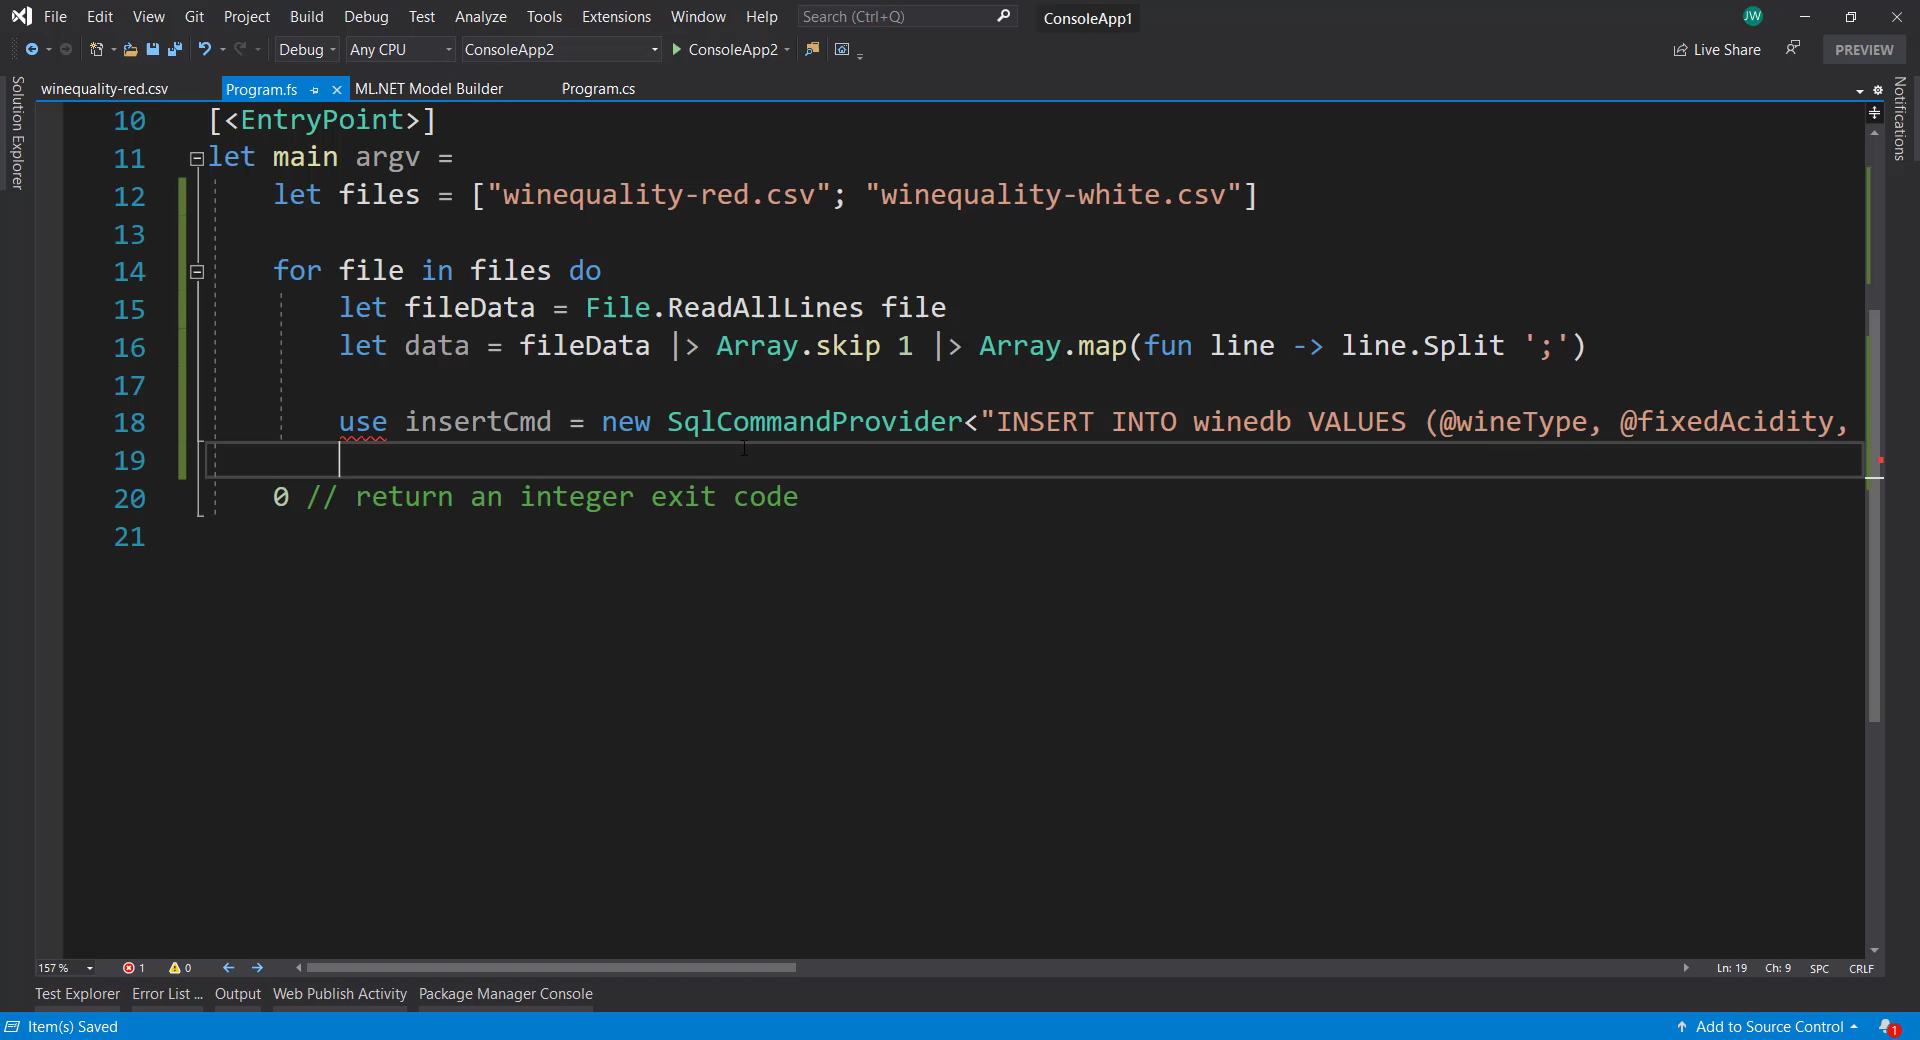 File Edit View Git Project Build Debug Test Analyze Tools Extensions Window Help Search (Ctrl+Q) ConsoleApp1 JW
Debug Any CPU ConsoleApp2 ConsoleApp2 Live Share PREVIEW
Solution Explorer
Notifications
winequality-red.csv Program.fs ML.NET Model Builder Program.cs
10 [<EntryPoint>]
11 let main argv =
12 let files = ["winequality-red.csv"; "winequality-white.csv"]
13
14 for file in files do
15 let fileData = File.ReadAllLines file
16 let data = fileData |> Array.skip 1 |> Array.map(fun line -> line.Split ';')
17
18 use insertCmd = new SqlCommandProvider<"INSERT INTO winedb VALUES (@wineType, @fixedAcidity,
19
20 0 // return an integer exit code
21
157 % 1 0 Ln: 19 Ch: 9 SPC CRLF
Test Explorer Error List ... Output Web Publish Activity Package Manager Console
Item(s) Saved Add to Source Control 1